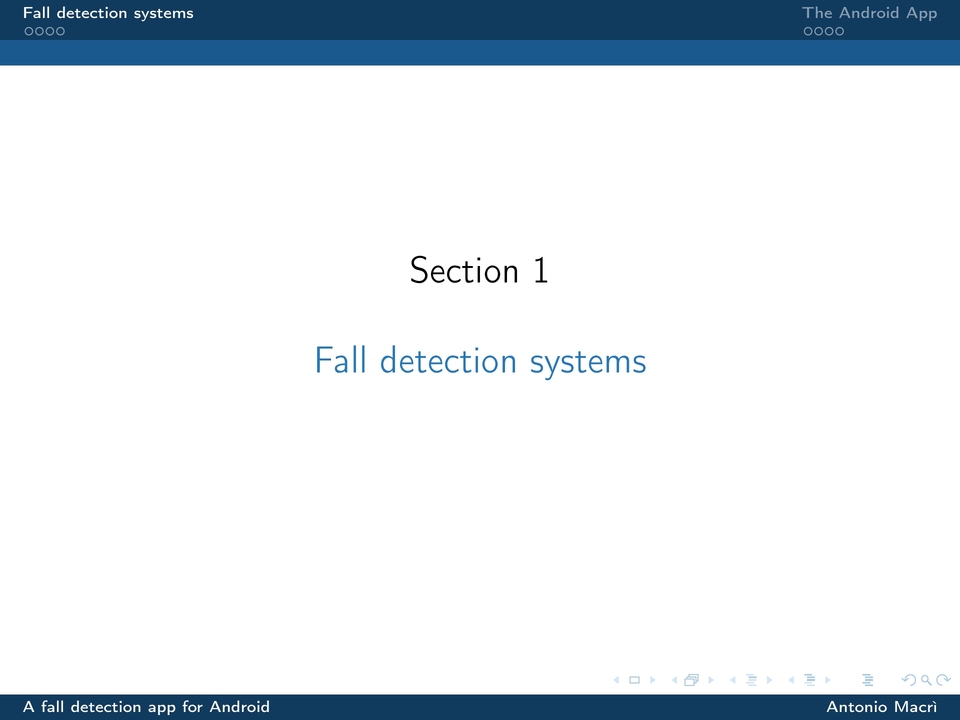 Fall detection systems
The Android App
Section 1
Fall detection systems
A fall detection app for Android
Antonio Macrì